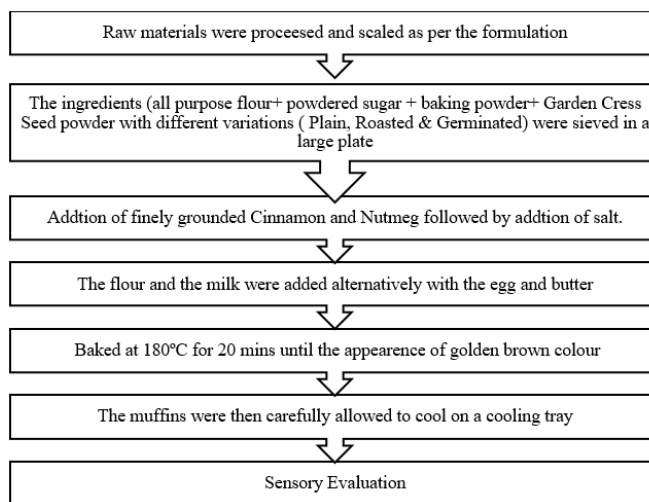 Raw materials were proceesed and scaled as per the formulation
The ingredients (all purpose flour+ powdered sugar + baking powder+ Garden Cress
Seed powder with different variations ( Plain, Roasted & Germinated) were sieved in a
large plate
Addtion of finely grounded Cinnamon and Nutmeg followed by addtion of salt.
The flour and the milk were added alternatively with the egg and butter
Baked at 180ºC for 20 mins until the appearence of golden brown colour
The muffins were then carefully allowed to cool on a cooling tray
Sensory Evaluation